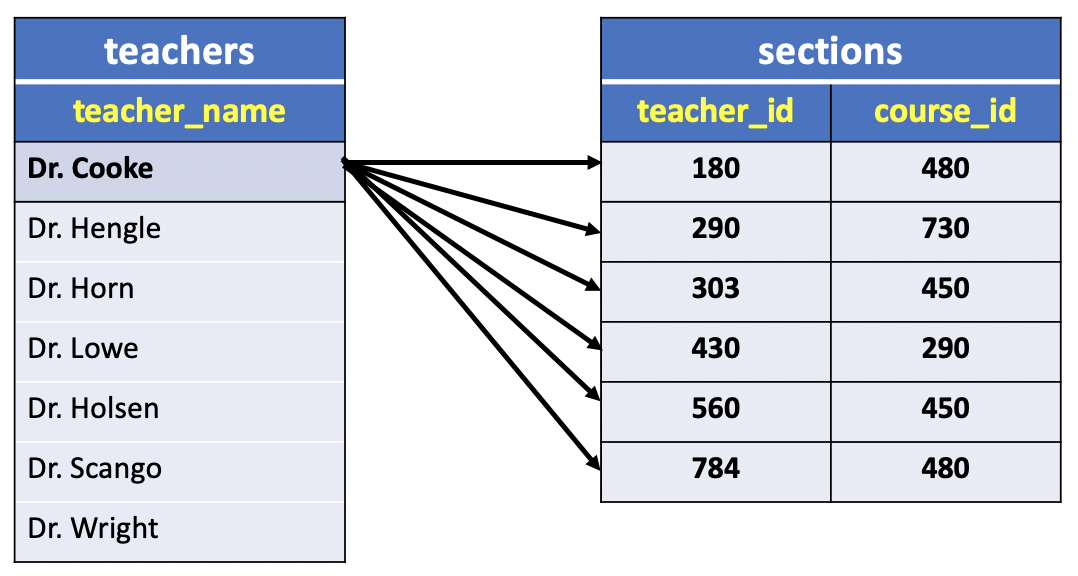 teachers
teacher_name
Dr. Cooke
Dr. Hengle
Dr. Horn
Dr. Lowe
Dr. Holsen
Dr. Scango
Dr. Wright
sections
teacher_id course_id
180 480
290 730
303 450
430 290
560 450
784 480